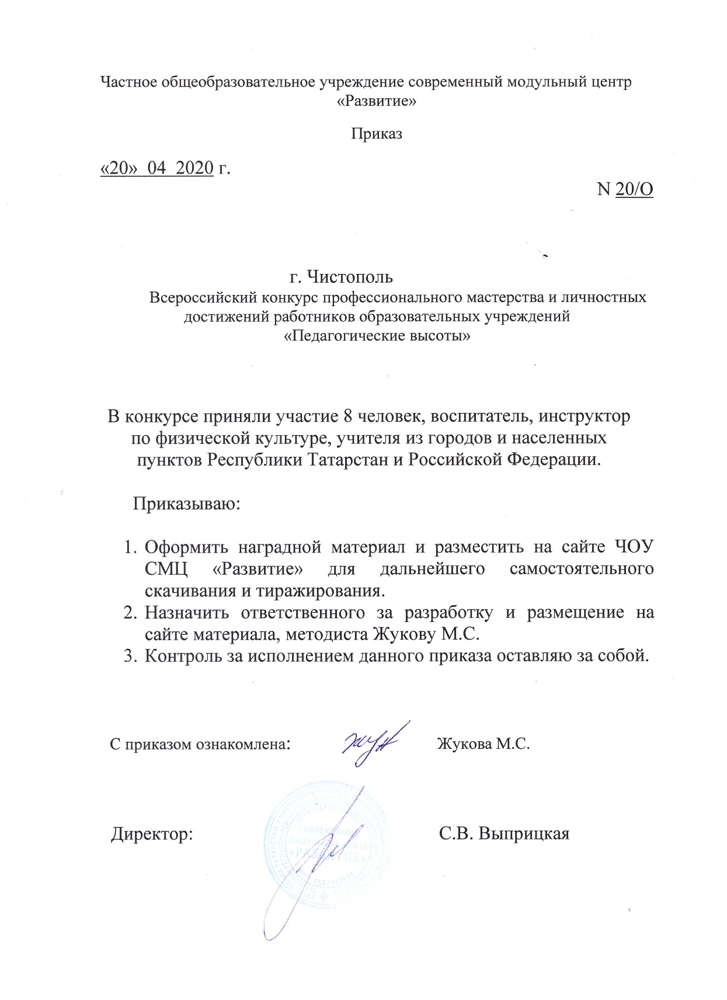 Частное общеобразовательное учреждение современный модульный центр
«Развитие»
Приказ
«20» 04 2020 г.
N 20/О
г. Чистополь
Всероссийский конкурс профессионального мастерства и личностных
достижений работников образовательных учреждений
«Педагогические высоты»
В конкурсе приняли участие 8 человек, воспитатель, инструктор
по физической культуре, учителя из городов и населенных
пунктов Республики Татарстан и Российской Федерации.
Приказываю:
1. Оформить наградной материал и разместить на сайте ЧОУ
СМЦ «Развитие» для дальнейшего самостоятельного
скачивания и тиражирования.
2. Назначить ответственного за разработку и размещение на
сайте материала, методиста Жукову М.С.
3. Контроль за исполнением данного приказа оставляю за собой.
С приказом ознакомлена: Жукова М.С.
Директор: С.В. Выприцкая
СОВРЕМЕННЫЙ
МОДУЛЬНЫЙ ЦЕНТР
«РАЗВИТИЕ»